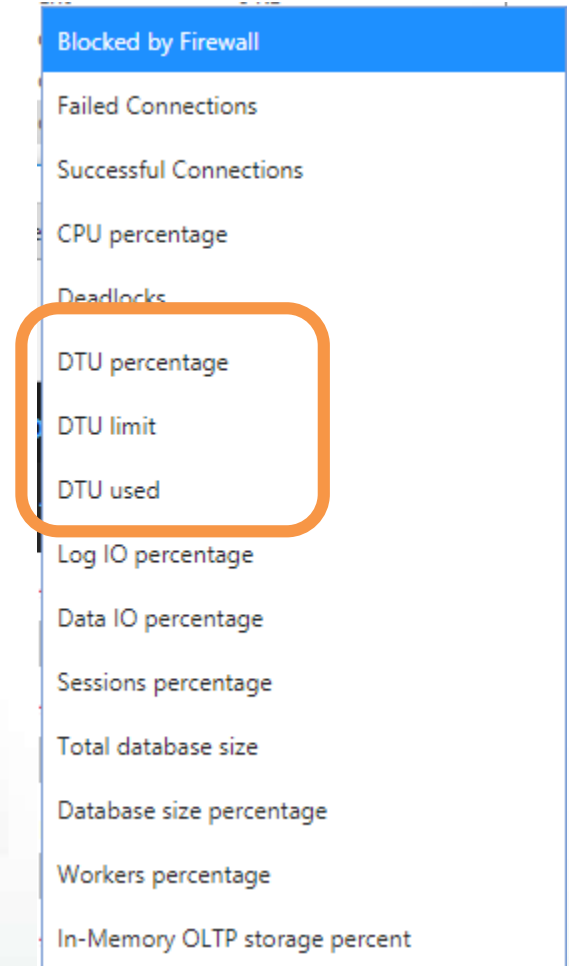 Blocked by Firewall
Failed Connections
Successful Connections
CPU percentage
Deadlocks
DTU percentage
DTU limit
DTU used
Log IO percentage
Data IO percentage
Sessions percentage
Total database size
Database size percentage
Workers percentage
In-Memory OLTP storage percent